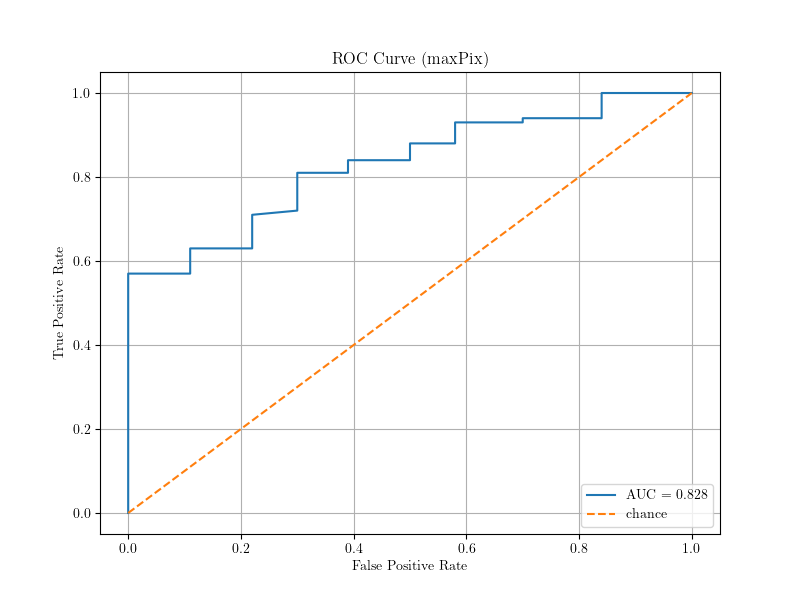 ROC Curve (maxPix)
True Positive Rate
1.0
0.8
0.6
0.4
0.2
0.0
0.0 0.2 0.4 0.6 0.8 1.0
False Positive Rate
AUC = 0.828
chance